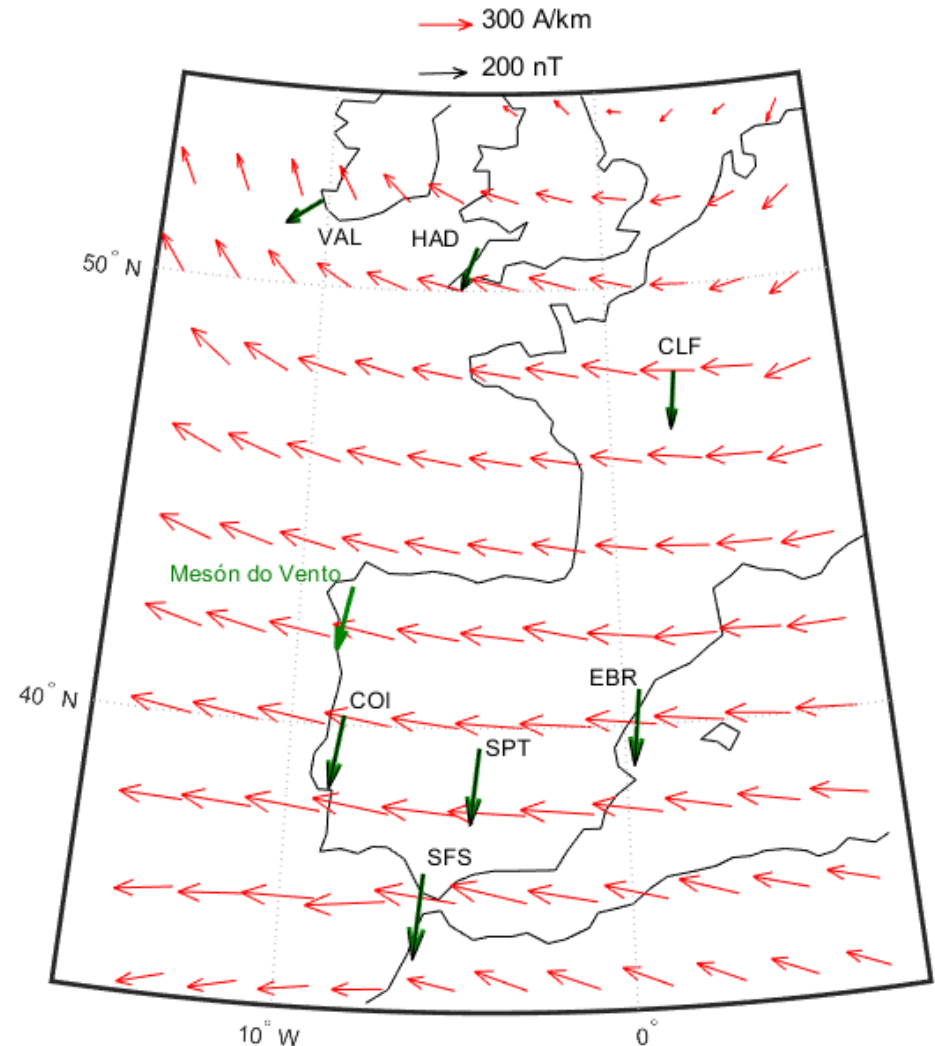 300 A/km
200 nT
VAL
HAD
50° N
CLF
Mesón do Vento
EBR
40° N
COI
SPT
SFS
10° W
0°